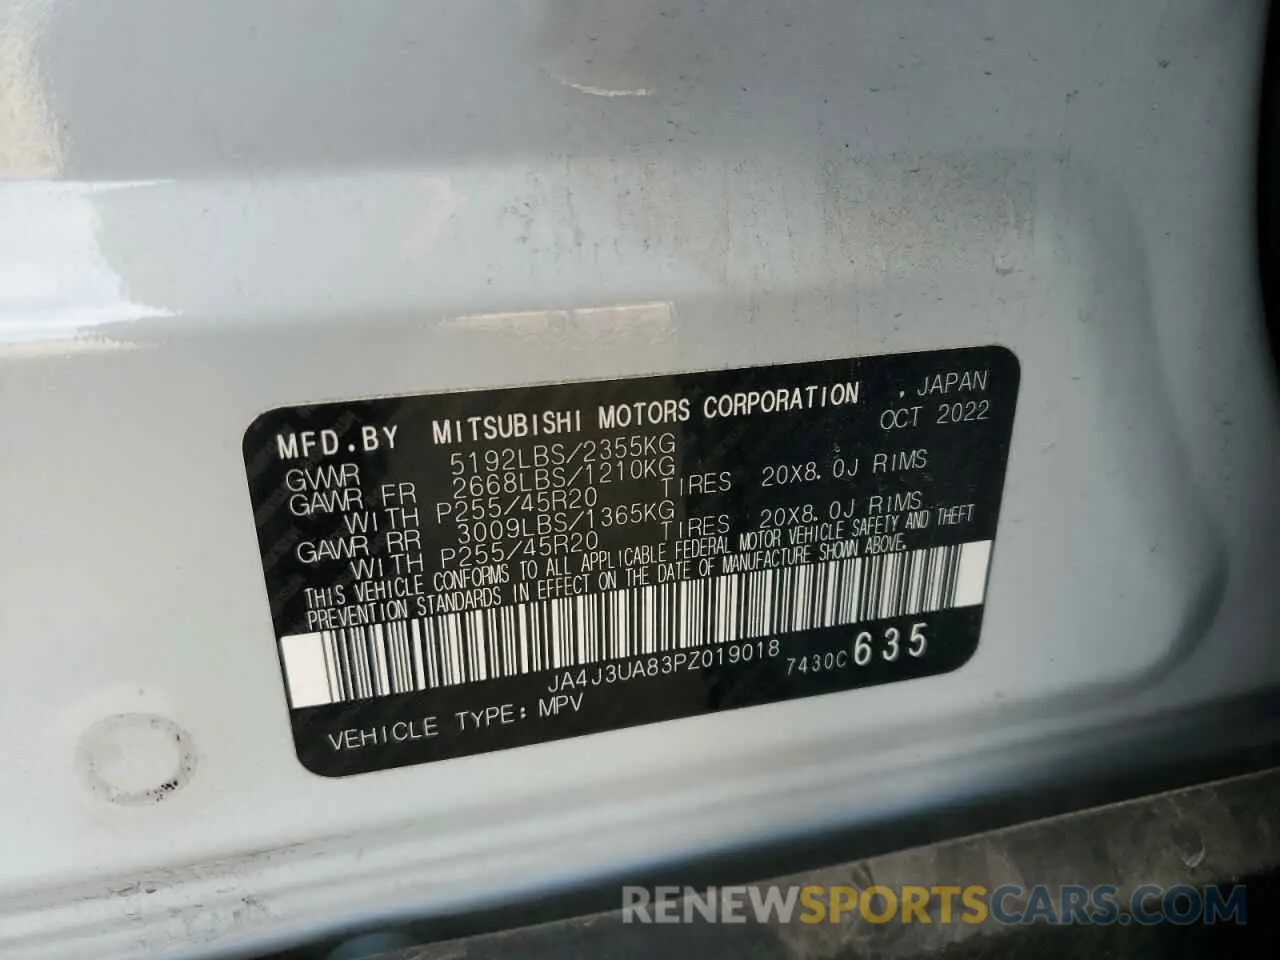 MFD.BY MITSUBISHI MOTORS CORPORATION , JAPAN
GVWR 5192LBS/2355KG OCT 2022
GAWR FR 2668LBS/1210KG
WITH P255/45R20 TIRES 20X8.0J RIMS
GAWR RR 3009LBS/1365KG
WITH P255/45R20 TIRES 20X8.0J RIMS
THIS VEHICLE CONFORMS TO ALL APPLICABLE FEDERAL MOTOR VEHICLE SAFETY AND THEFT
PREVENTION STANDARDS IN EFFECT ON THE DATE OF MANUFACTURE SHOWN ABOVE.
JA4J3UA83PZ019018 7430C 635
VEHICLE TYPE: MPV
RENEWSPORTSCARS.COM